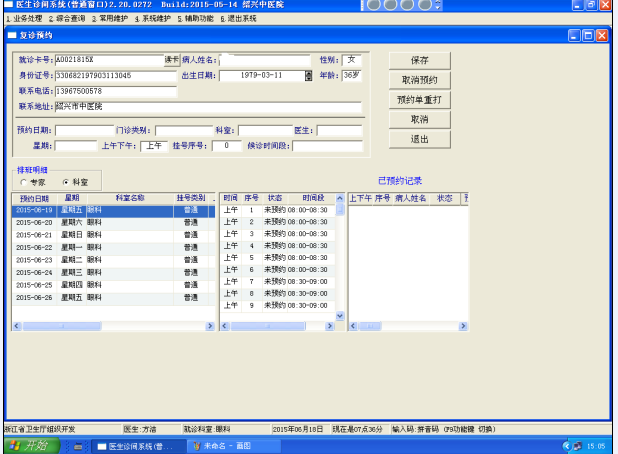 医生诊间系统(普通窗口)2.20.0272 Build:2015-05-14 绍兴中医院
1.业务处理 2.综合查询 3.常用维护 4.系统维护 5.辅助功能 6.退出系统
复诊预约
就诊卡号: A0021815X 读卡 病人姓名: 性别: 女
身份证号: 330682197903113045 出生日期: 1979-03-11 年龄: 36岁
联系电话: 13967500578
联系地址: 绍兴市中医院
预约日期: 门诊类别: 科室: 医生:
星期: 上午下午: 上午 挂号序号: 0 候诊时间段:
保存
取消预约
预约单重打
取消
退出
排班明细
专家 科室
已预约记录
预约日期 星期 科室名称 挂号类别
2015-06-19 星期五 眼科 普通
2015-06-20 星期六 眼科 普通
2015-06-21 星期日 眼科 普通
2015-06-22 星期一 眼科 普通
2015-06-23 星期二 眼科 普通
2015-06-24 星期三 眼科 普通
2015-06-25 星期四 眼科 普通
2015-06-26 星期五 眼科 普通
时间 序号 状态 时间段
上午 1 未预约 08:00-08:30
上午 2 未预约 08:00-08:30
上午 3 未预约 08:00-08:30
上午 4 未预约 08:00-08:30
上午 5 未预约 08:00-08:30
上午 6 未预约 08:00-08:30
上午 7 未预约 08:30-09:00
上午 8 未预约 08:30-09:00
上午 9 未预约 08:30-09:00
上下午 序号 病人姓名 状态
浙江省卫生厅组织开发 医生:方洁 就诊科室:眼科 2015年06月18日 现在是07点36分 输入码:拼音码 (F9功能键 切换)
开始 医生诊间系统(普... 未命名 - 画图 15:05